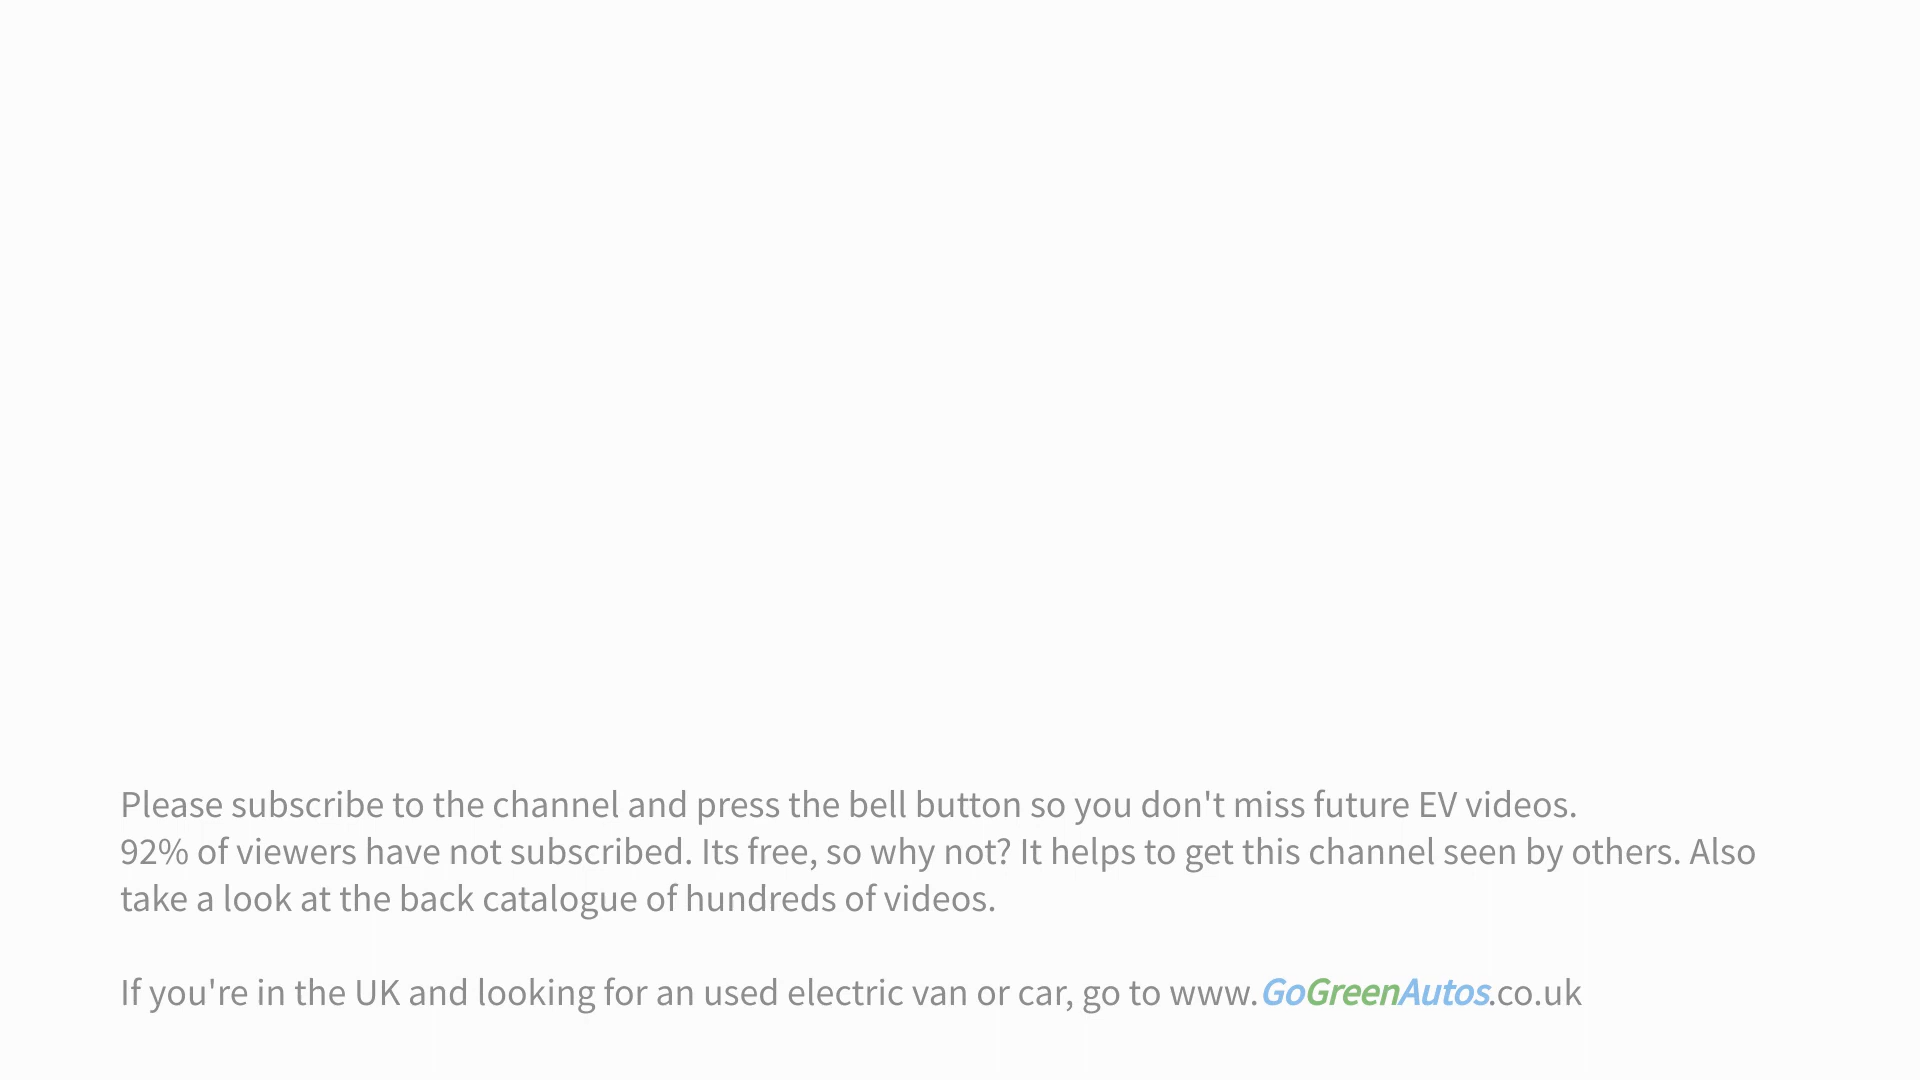 Please subscribe to the channel and press the bell button so you don't miss future EV videos.
92% of viewers have not subscribed. Its free, so why not? It helps to get this channel seen by others. Also
take a look at the back catalogue of hundreds of videos.
If you're in the UK and looking for an used electric van or car, go to www.GoGreenAutos.co.uk